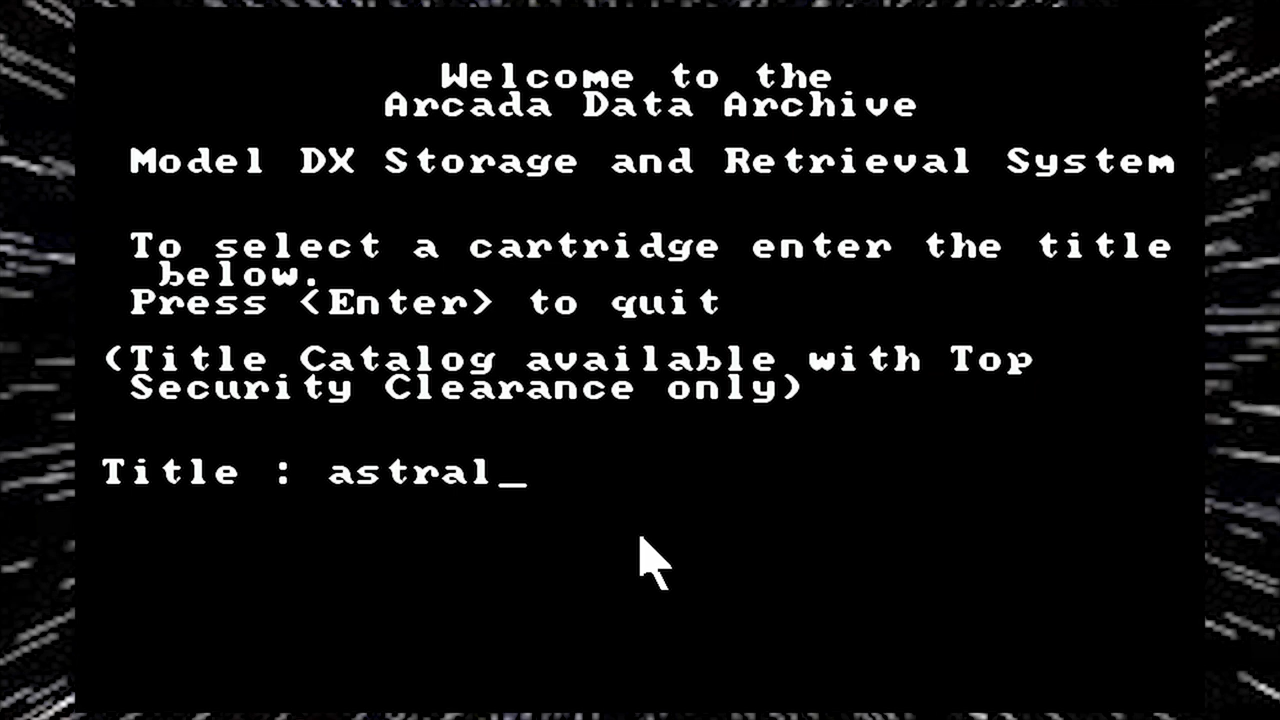 Welcome to the
Arcada Data Archive
Model DX Storage and Retrieval System
To select a cartridge enter the title
below.
Press <Enter> to quit
(Title Catalog available with Top
Security Clearance only)
Title : astral_